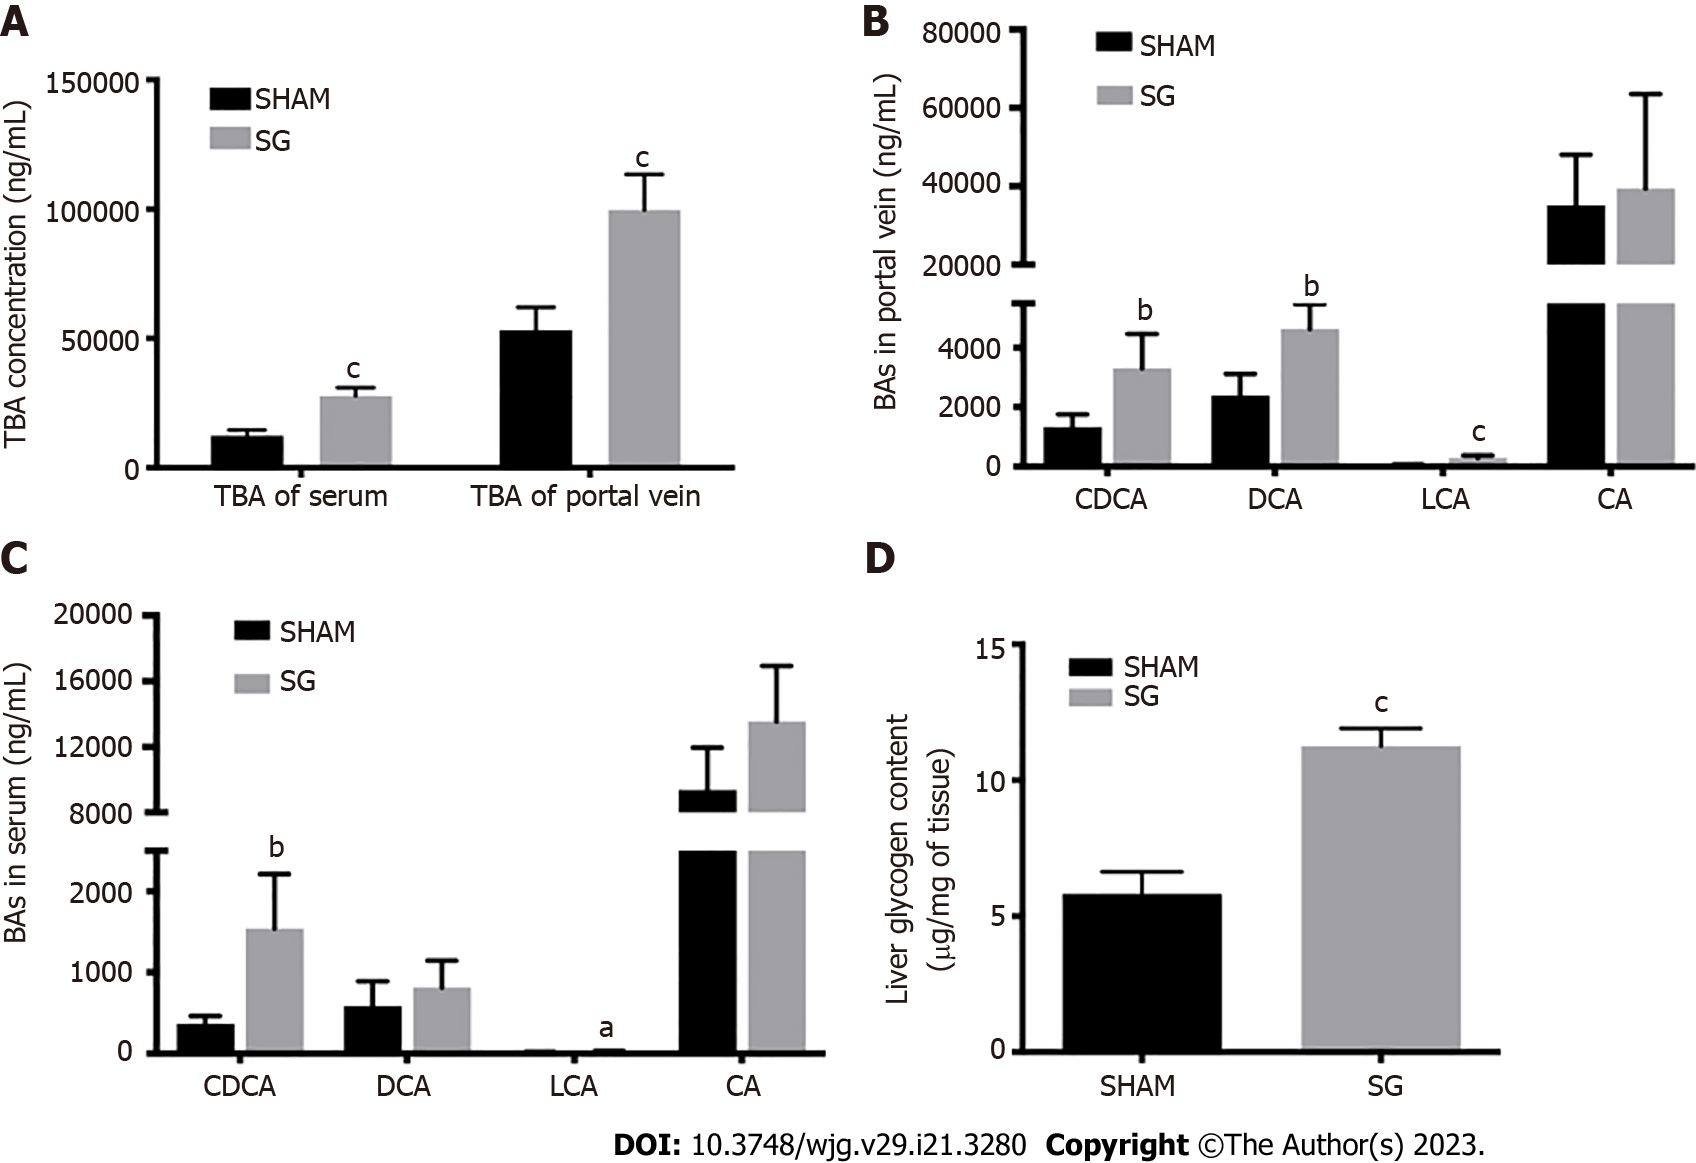 A
TBA concentration (ng/mL)
150000
100000
50000
0
SHAM
SG
c
c
TBA of serum
TBA of portal vein
B
BAs in portal vein (ng/mL)
80000
60000
40000
20000
4000
2000
0
SHAM
SG
b
b
c
CDCA
DCA
LCA
CA
C
BAs in serum (ng/mL)
20000
16000
12000
8000
2000
1000
0
SHAM
SG
b
a
CDCA
DCA
LCA
CA
D
Liver glycogen content
(μg/mg of tissue)
15
10
5
0
SHAM
SG
c
SHAM
SG
DOI: 10.3748/wjg.v29.i21.3280 Copyright ©The Author(s) 2023.